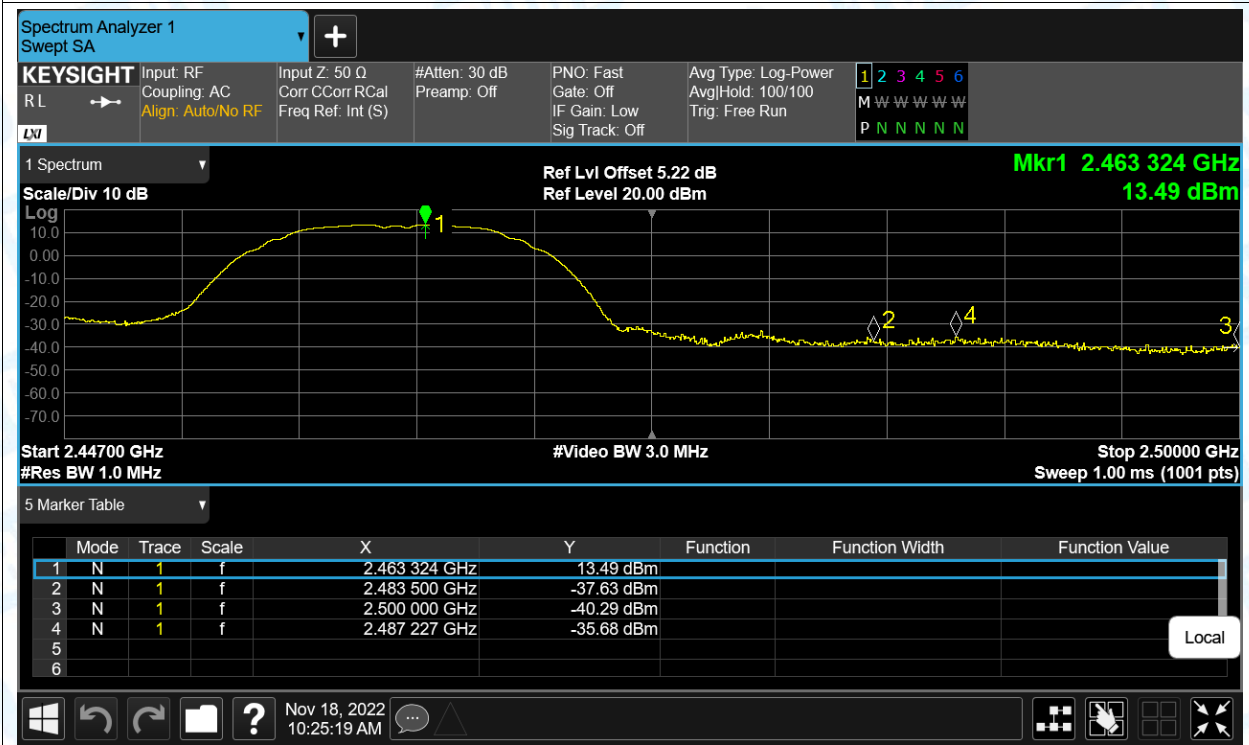 Spectrum Analyzer 1
Swept SA
+
KEYSIGHT Input: RF Input Z: 50 Ω #Atten: 30 dB PNO: Fast Avg Type: Log-Power 1 2 3 4 5 6
R L Coupling: AC Corr CCorr RCal Preamp: Off Gate: Off Avg|Hold: 100/100 M W W W W W W
Align: Auto/No RF Freq Ref: Int (S) IF Gain: Low Trig: Free Run P N N N N N
LXI Sig Track: Off
1 Spectrum Ref Lvl Offset 5.22 dB Mkr1 2.463 324 GHz
Scale/Div 10 dB Ref Level 20.00 dBm 13.49 dBm
Log
10.0
0.00
-10.0
-20.0
-30.0
-40.0
-50.0
-60.0
-70.0
1
2
4
3
Start 2.44700 GHz #Video BW 3.0 MHz Stop 2.50000 GHz
#Res BW 1.0 MHz Sweep 1.00 ms (1001 pts)
5 Marker Table
Mode Trace Scale X Y Function Function Width Function Value
1 N 1 f 2.463 324 GHz 13.49 dBm
2 N 1 f 2.483 500 GHz -37.63 dBm
3 N 1 f 2.500 000 GHz -40.29 dBm
4 N 1 f 2.487 227 GHz -35.68 dBm
5
6
Local
? Nov 18, 2022
10:25:19 AM